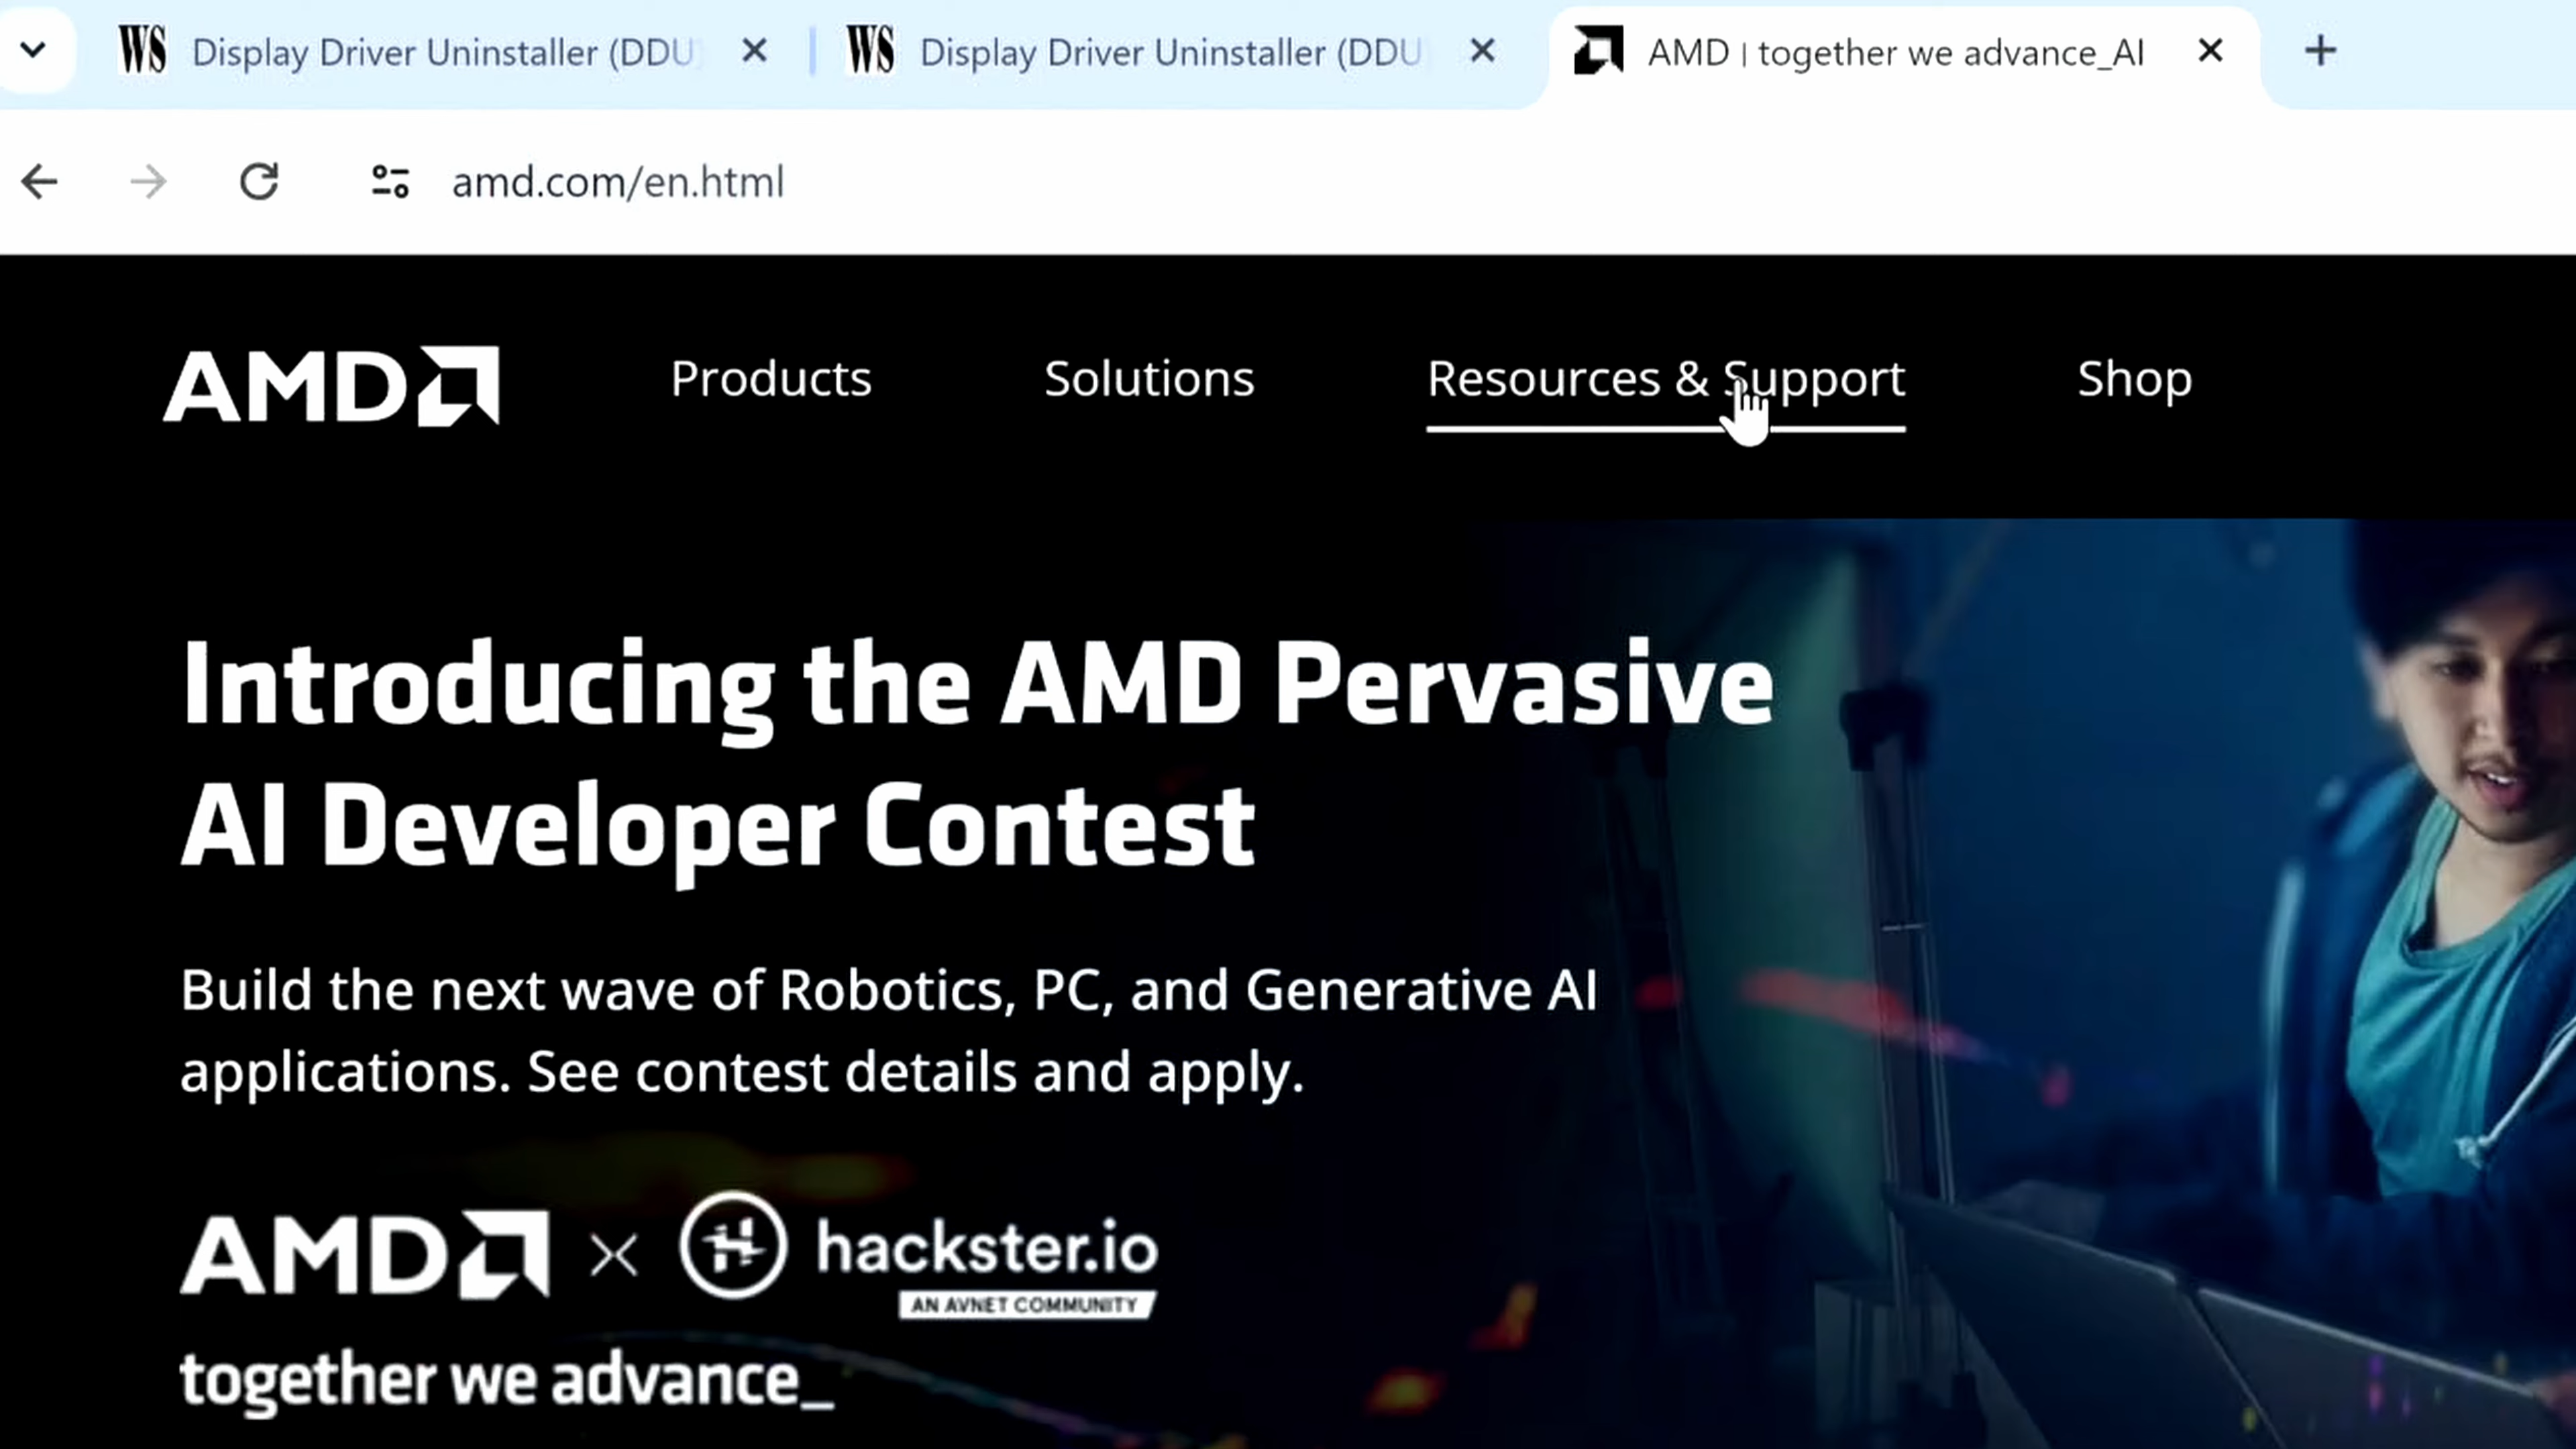 WS Display Driver Uninstaller (DDU) WS Display Driver Uninstaller (DDU AMD | together we advance_AI
amd.com/en.html
AMD Products Solutions Resources & Support Shop
Introducing the AMD Pervasive
AI Developer Contest
Build the next wave of Robotics, PC, and Generative AI
applications. See contest details and apply.
AMD hackster.io
AN AVNET COMMUNITY
together we advance_